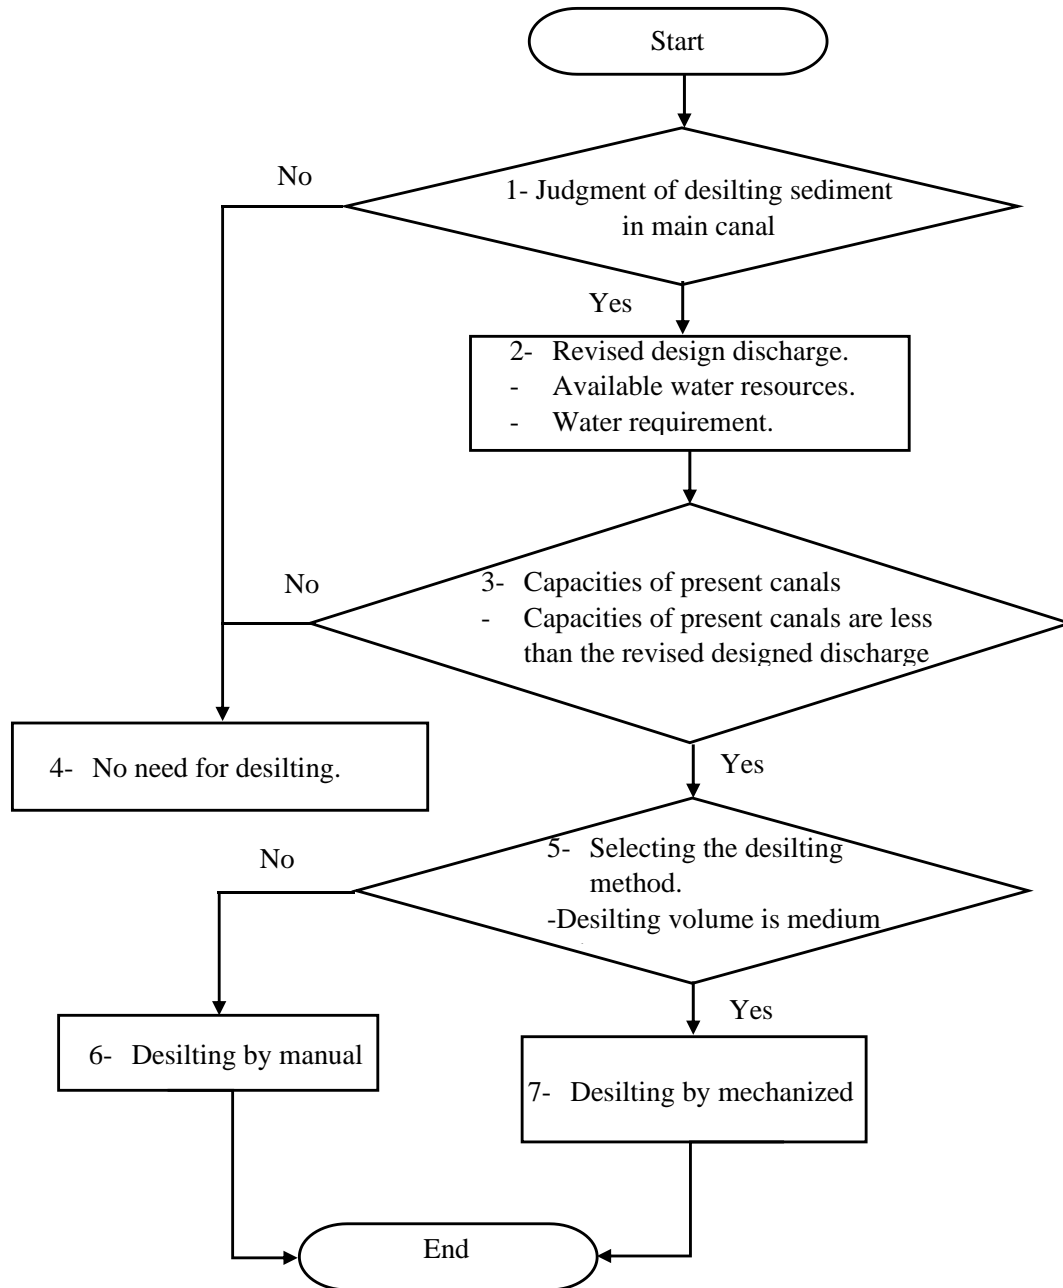 Start
No
1- Judgment of desilting sediment
in main canal
Yes
2- Revised design discharge.
- Available water resources.
- Water requirement.
No
3- Capacities of present canals
- Capacities of present canals are less
than the revised designed discharge
4- No need for desilting.
Yes
No
5- Selecting the desilting
method.
-Desilting volume is medium
Yes
6- Desilting by manual
7- Desilting by mechanized
End